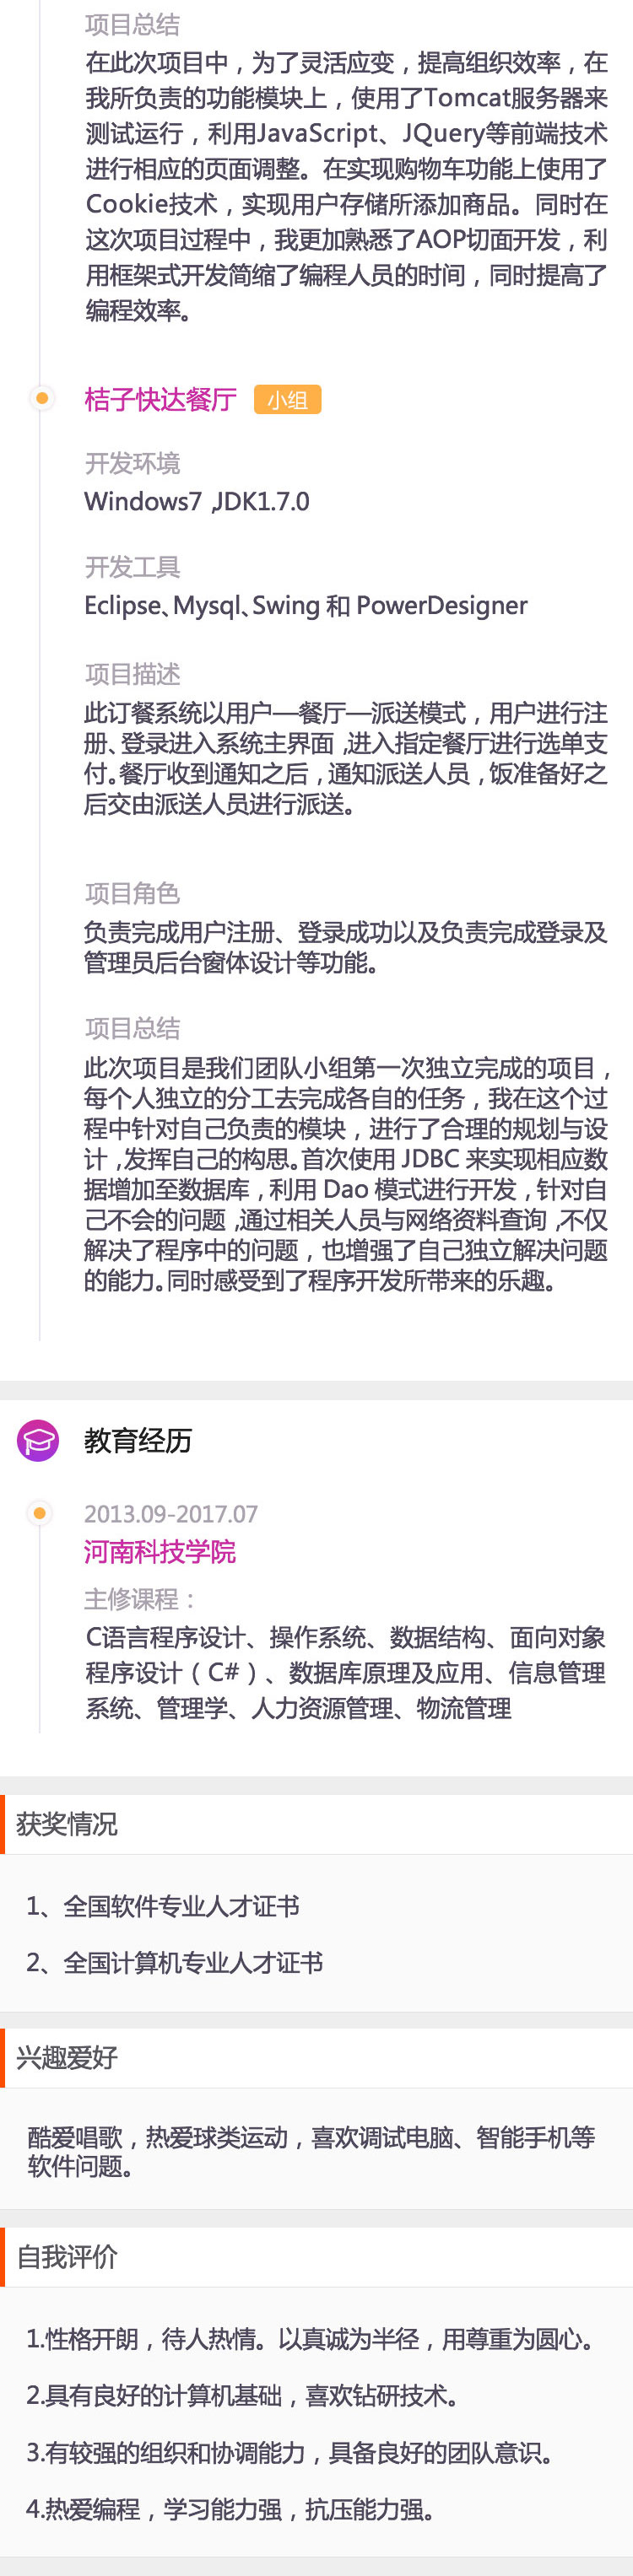 项目总结
在此次项目中，为了灵活应变，提高组织效率，在
我所负责的功能模块上，使用了Tomcat服务器来
测试运行，利用JavaScript、JQuery等前端技术
进行相应的页面调整。在实现购物车功能上使用了
Cookie技术，实现用户存储所添加商品。同时在
这次项目过程中，我更加熟悉了AOP切面开发，利
用框架式开发简缩了编程人员的时间，同时提高了
编程效率。
桔子快达餐厅 小组
开发环境
Windows7 ,JDK1.7.0
开发工具
Eclipse、Mysql、Swing 和 PowerDesigner
项目描述
此订餐系统以用户—餐厅—派送模式，用户进行注
册、登录进入系统主界面 ,进入指定餐厅进行选单支
付。餐厅收到通知之后，通知派送人员，饭准备好之
后交由派送人员进行派送。
项目角色
负责完成用户注册、登录成功以及负责完成登录及
管理员后台窗体设计等功能。
项目总结
此次项目是我们团队小组第一次独立完成的项目，
每个人独立的分工去完成各自的任务，我在这个过
程中针对自己负责的模块，进行了合理的规划与设
计 ,发挥自己的构思。首次使用 JDBC 来实现相应数
据增加至数据库，利用 Dao 模式进行开发，针对自
己不会的问题 ,通过相关人员与网络资料查询 ,不仅
解决了程序中的问题，也增强了自己独立解决问题
的能力。同时感受到了程序开发所带来的乐趣。
教育经历
2013.09-2017.07
河南科技学院
主修课程：
C语言程序设计、操作系统、数据结构、面向对象
程序设计（C#）、数据库原理及应用、信息管理
系统、管理学、人力资源管理、物流管理
获奖情况
1、全国软件专业人才证书
2、全国计算机专业人才证书
兴趣爱好
酷爱唱歌，热爱球类运动，喜欢调试电脑、智能手机等
软件问题。
自我评价
1.性格开朗，待人热情。以真诚为半径，用尊重为圆心。
2.具有良好的计算机基础，喜欢钻研技术。
3.有较强的组织和协调能力，具备良好的团队意识。
4.热爱编程，学习能力强，抗压能力强。